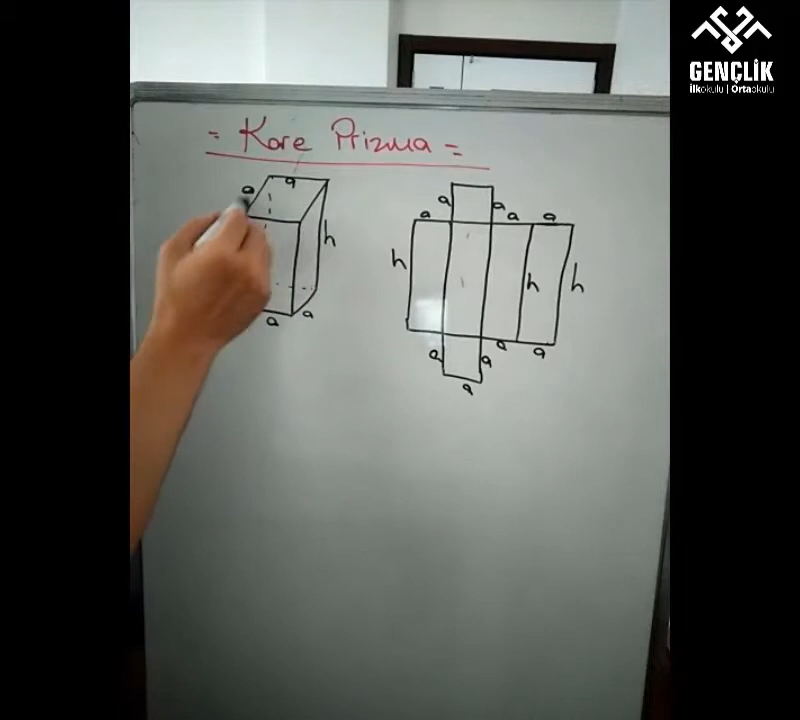 GENÇLİK
İlkokulu | Ortaokulu
= Kare Prizma =
a a
h
a a
a a
a a a
h h h
a a
a a
a